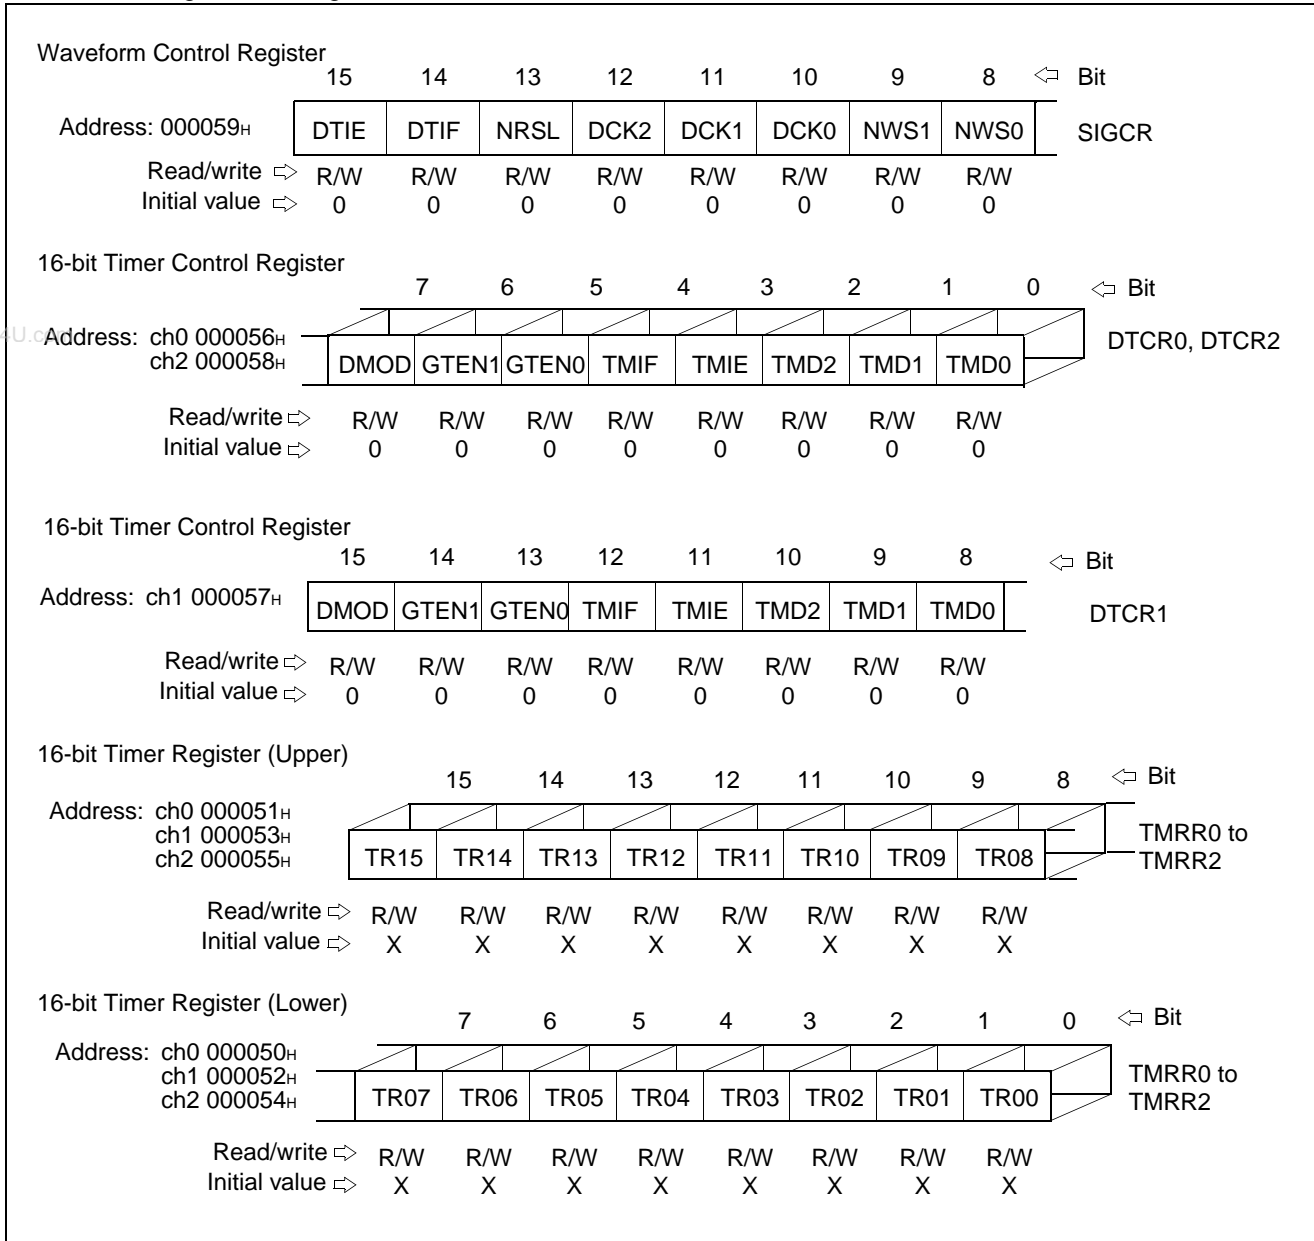 Waveform Control Register
15 14 13 12 11 10 9 8 ⇦ Bit
Address: 000059H DTIE DTIF NRSL DCK2 DCK1 DCK0 NWS1 NWS0 SIGCR
Read/write ⇨ R/W R/W R/W R/W R/W R/W R/W R/W
Initial value ⇨ 0 0 0 0 0 0 0 0
16-bit Timer Control Register
7 6 5 4 3 2 1 0 ⇦ Bit
4U.com
Address: ch0 000056H DTCR0, DTCR2
ch2 000058H DMOD GTEN1 GTEN0 TMIF TMIE TMD2 TMD1 TMD0
Read/write ⇨ R/W R/W R/W R/W R/W R/W R/W R/W
Initial value ⇨ 0 0 0 0 0 0 0 0
16-bit Timer Control Register
15 14 13 12 11 10 9 8 ⇦ Bit
Address: ch1 000057H DMOD GTEN1 GTEN0 TMIF TMIE TMD2 TMD1 TMD0 DTCR1
Read/write ⇨ R/W R/W R/W R/W R/W R/W R/W R/W
Initial value ⇨ 0 0 0 0 0 0 0 0
16-bit Timer Register (Upper)
15 14 13 12 11 10 9 8 ⇦ Bit
Address: ch0 000051H
ch1 000053H TMRR0 to
ch2 000055H TR15 TR14 TR13 TR12 TR11 TR10 TR09 TR08 TMRR2
Read/write ⇨ R/W R/W R/W R/W R/W R/W R/W R/W
Initial value ⇨ X X X X X X X X
16-bit Timer Register (Lower)
7 6 5 4 3 2 1 0 ⇦ Bit
Address: ch0 000050H
ch1 000052H TMRR0 to
ch2 000054H TR07 TR06 TR05 TR04 TR03 TR02 TR01 TR00 TMRR2
Read/write ⇨ R/W R/W R/W R/W R/W R/W R/W R/W
Initial value ⇨ X X X X X X X X